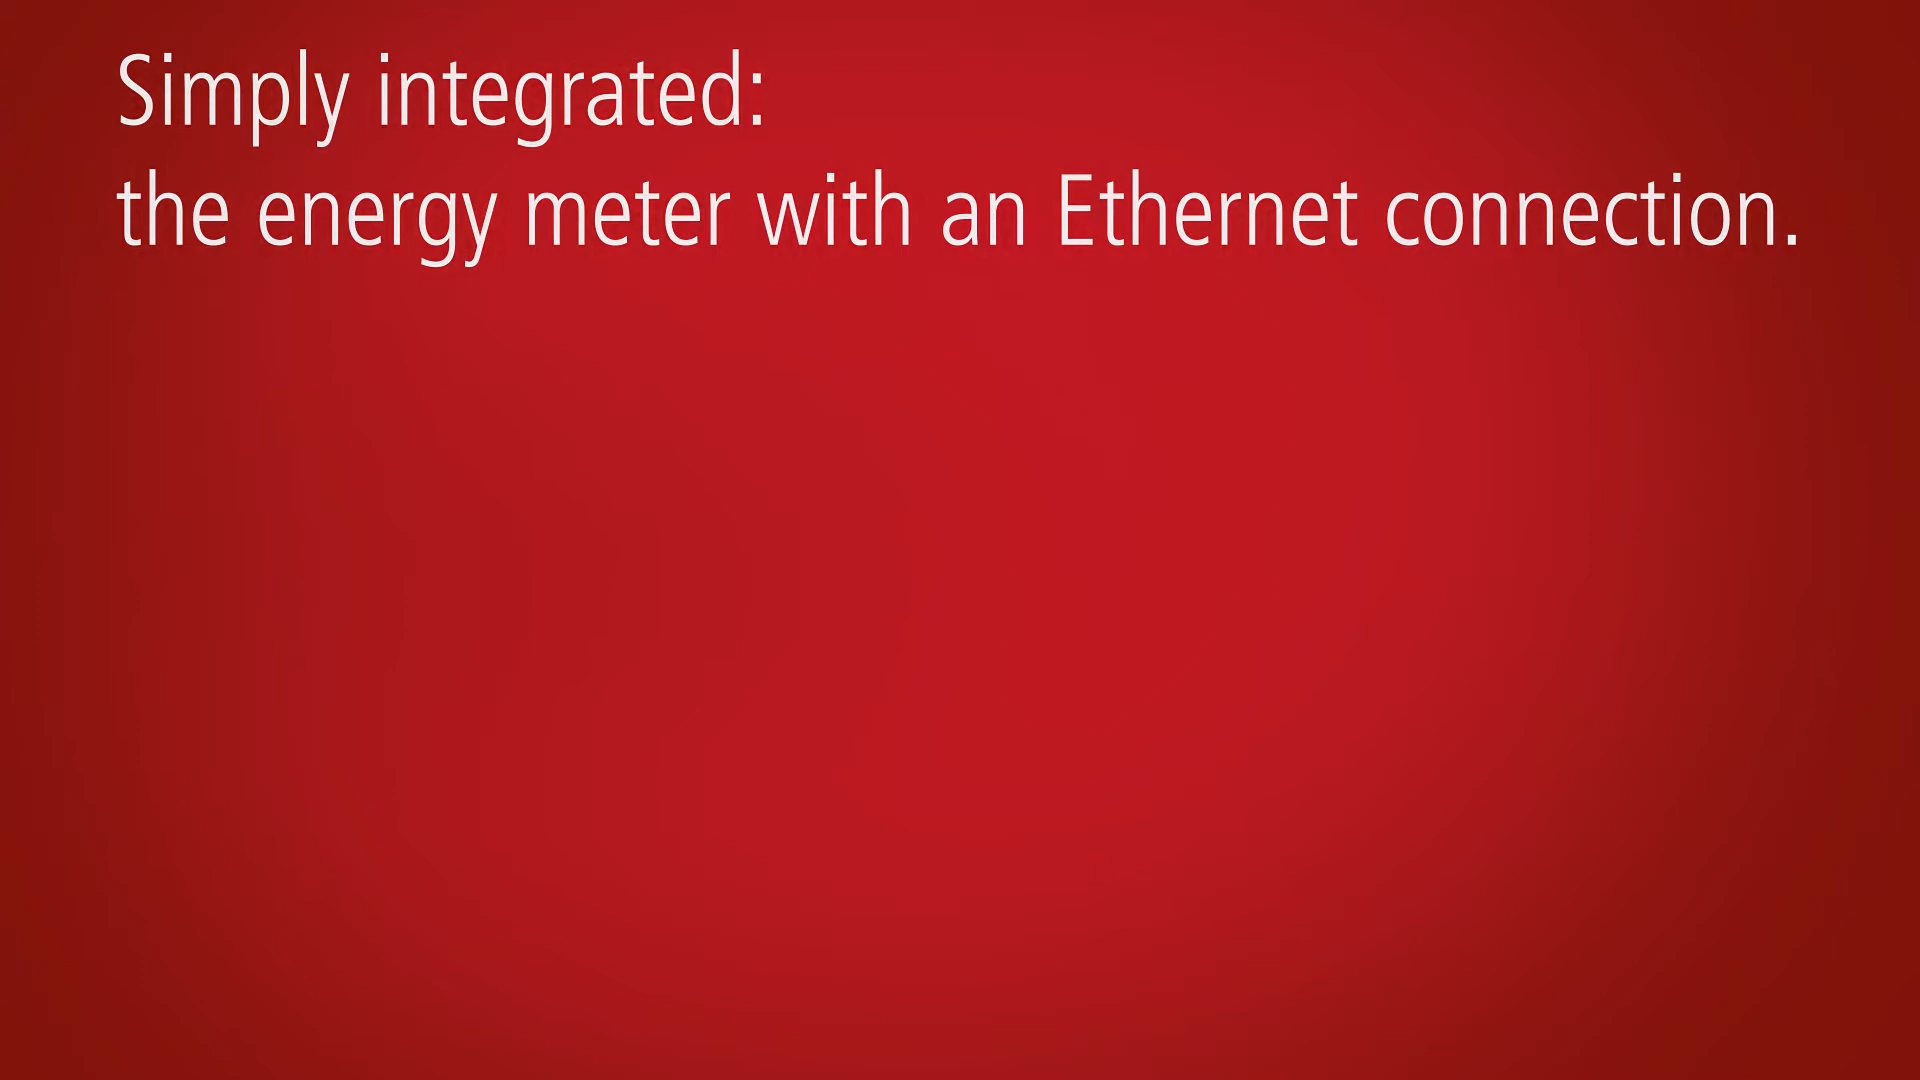 Simply integrated:
the energy meter with an Ethernet connection.